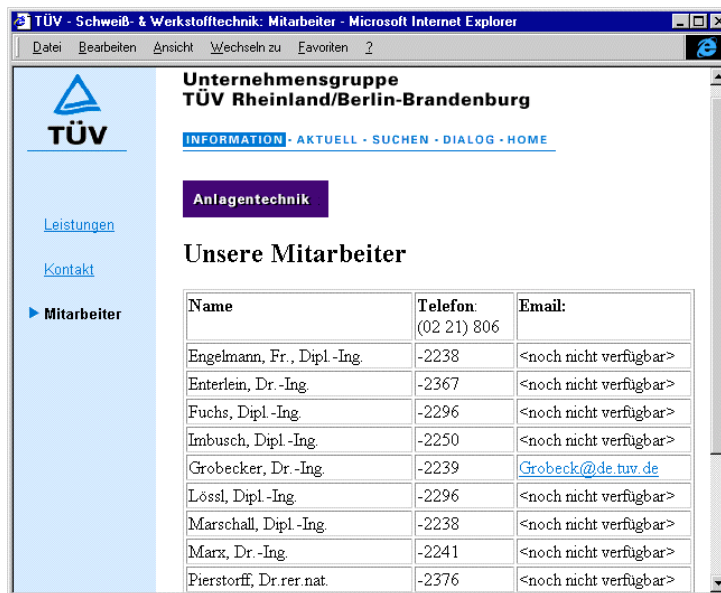 TÜV - Schweiß- & Werkstofftechnik: Mitarbeiter - Microsoft Internet Explorer
Datei Bearbeiten Ansicht Wechseln zu Favoriten ?
TÜV
Unternehmensgruppe
TÜV Rheinland/Berlin-Brandenburg
INFORMATION · AKTUELL · SUCHEN · DIALOG · HOME
Anlagentechnik
Leistungen
Kontakt
Mitarbeiter
Unsere Mitarbeiter
Name Telefon: Email:
(02 21) 806
Engelmann, Fr., Dipl.-Ing. -2238 <noch nicht verfügbar>
Enterlein, Dr.-Ing. -2367 <noch nicht verfügbar>
Fuchs, Dipl.-Ing. -2296 <noch nicht verfügbar>
Imbusch, Dipl.-Ing. -2250 <noch nicht verfügbar>
Grobecker, Dr.-Ing. -2239 Grobeck@de.tuv.de
Lössl, Dipl.-Ing. -2296 <noch nicht verfügbar>
Marschall, Dipl.-Ing. -2238 <noch nicht verfügbar>
Marx, Dr.-Ing. -2241 <noch nicht verfügbar>
Pierstorff, Dr.rer.nat. -2376 <noch nicht verfügbar>